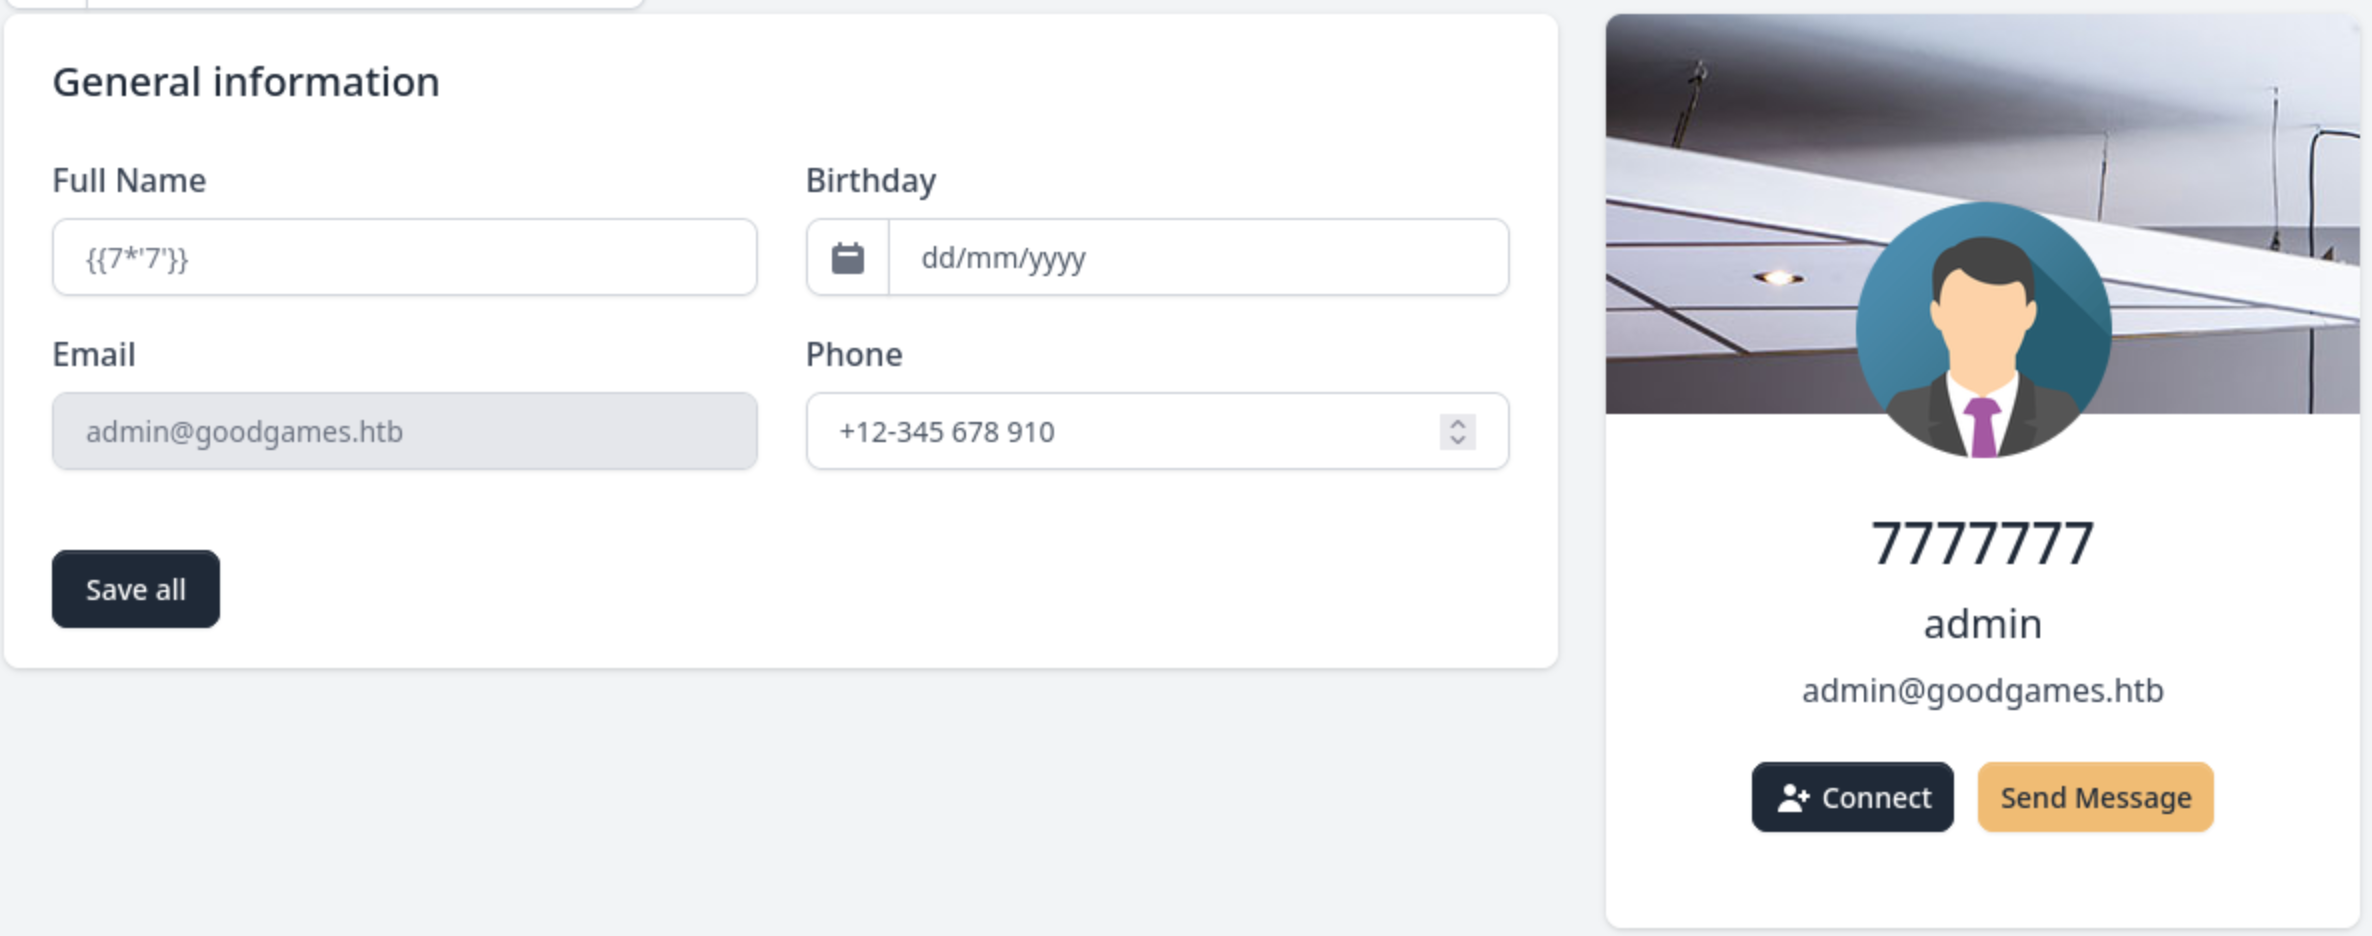 General information
Full Name
Birthday
{{7*'7'}}
dd/mm/yyyy
Email
Phone
admin@goodgames.htb
+12-345 678 910
Save all
7777777
admin
admin@goodgames.htb
Connect
Send Message